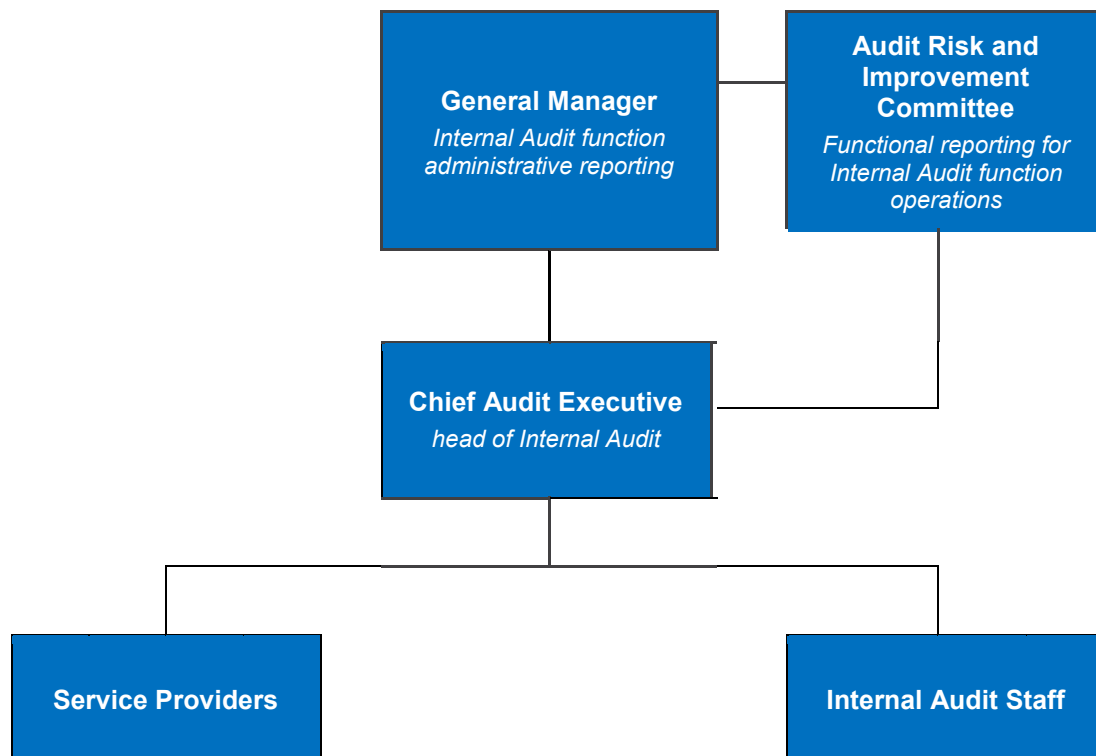 General Manager
Internal Audit function
administrative reporting
Audit Risk and
Improvement
Committee
Functional reporting for
Internal Audit function
operations
Chief Audit Executive
head of Internal Audit
Service Providers
Internal Audit Staff